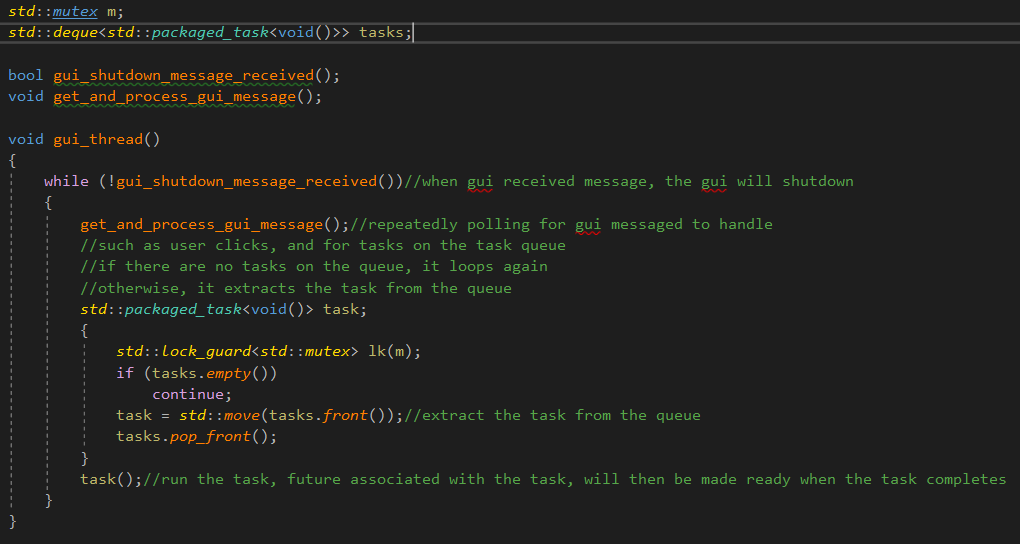 std::mutex m;
std::deque<std::packaged_task<void()>> tasks;
bool gui_shutdown_message_received();
void get_and_process_gui_message();
void gui_thread()
{
while (!gui_shutdown_message_received())//when gui received message, the gui will shutdown
{
get_and_process_gui_message();//repeatedly polling for gui messaged to handle
//such as user clicks, and for tasks on the task queue
//if there are no tasks on the queue, it loops again
//otherwise, it extracts the task from the queue
std::packaged_task<void()> task;
{
std::lock_guard<std::mutex> lk(m);
if (tasks.empty())
continue;
task = std::move(tasks.front());//extract the task from the queue
tasks.pop_front();
}
task();//run the task, future associated with the task, will then be made ready when the task completes
}
}